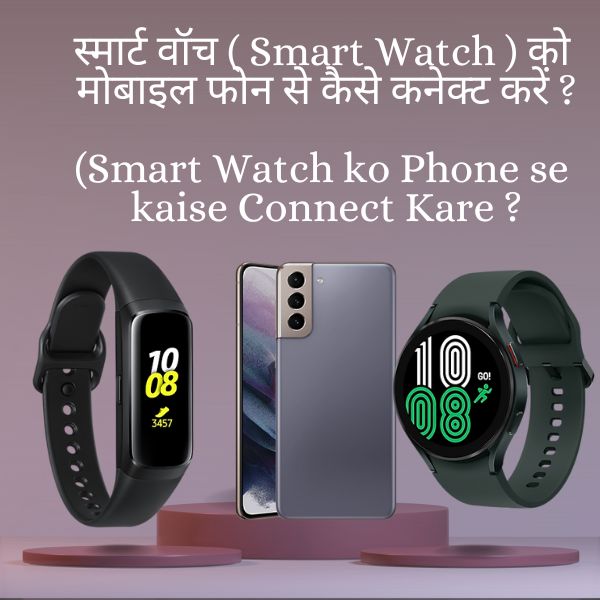 स्मार्ट वॉच ( Smart Watch ) को
मोबाइल फोन से कैसे कनेक्ट करें ?
(Smart Watch ko Phone se
kaise Connect Kare ?
10
08
3457
10
GO!
08